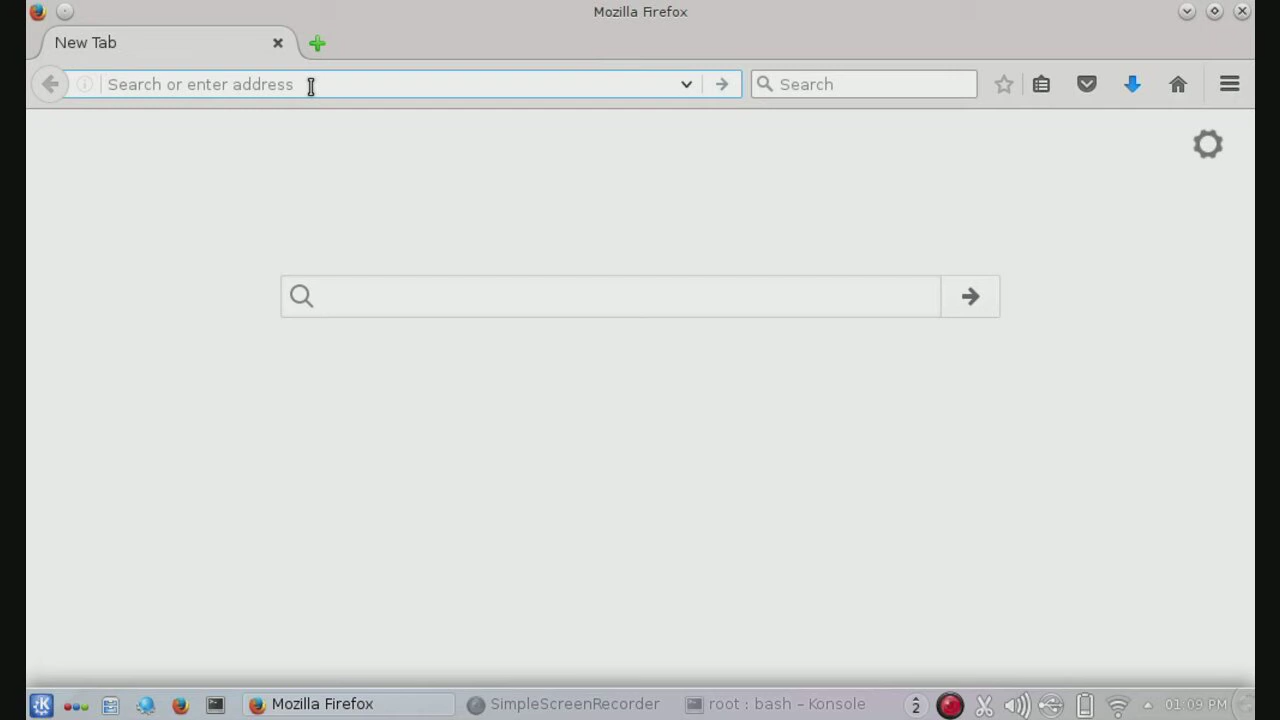 Mozilla Firefox
New Tab
Search or enter address
Search
Mozilla Firefox
SimpleScreenRecorder
root : bash – Konsole
2
01:09 PM